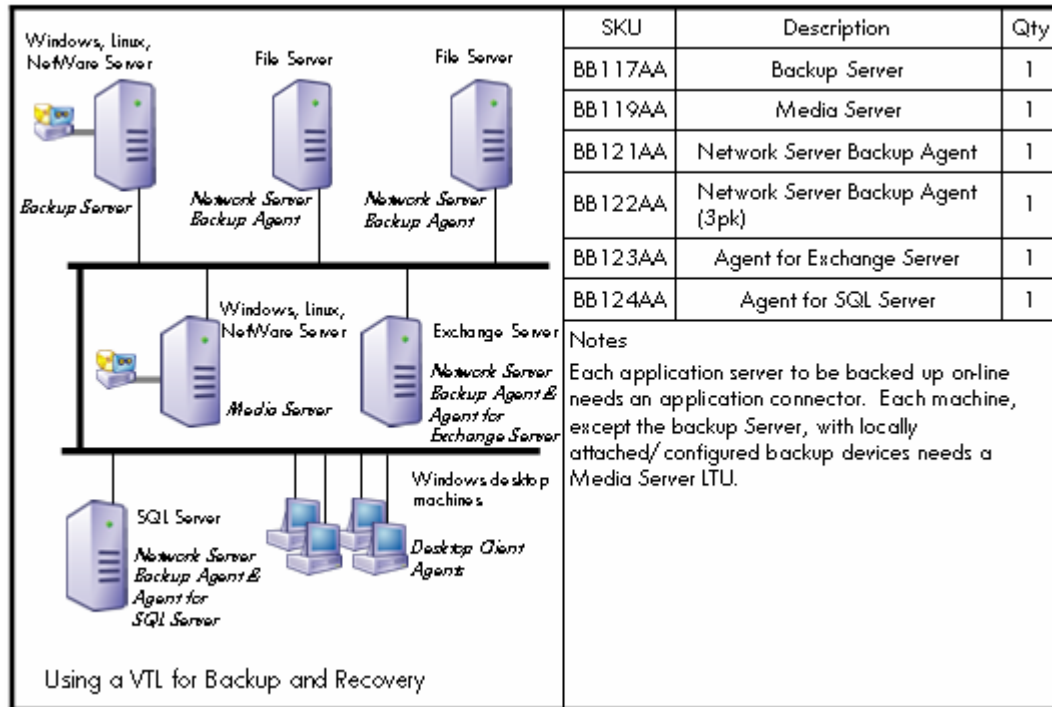 Windows, Linux,
NetWare Server
File Server
File Server
Backup Server
Network Server
Backup Agent
Network Server
Backup Agent
Windows, Linux,
NetWare Server
Media Server
Exchange Server
Network Server
Backup Agent &
Agent for
Exchange Server
SQL Server
Network Server
Backup Agent &
Agent for
SQL Server
Windows desktop
machines
Desktop Client
Agents
Using a VTL for Backup and Recovery
SKU Description Qty
BB117AA Backup Server 1
BB119AA Media Server 1
BB121AA Network Server Backup Agent 1
BB122AA Network Server Backup Agent
(3pk) 1
BB123AA Agent for Exchange Server 1
BB124AA Agent for SQL Server 1
Notes
Each application server to be backed up on-line
needs an application connector. Each machine,
except the backup Server, with locally
attached/configured backup devices needs a
Media Server LTU.